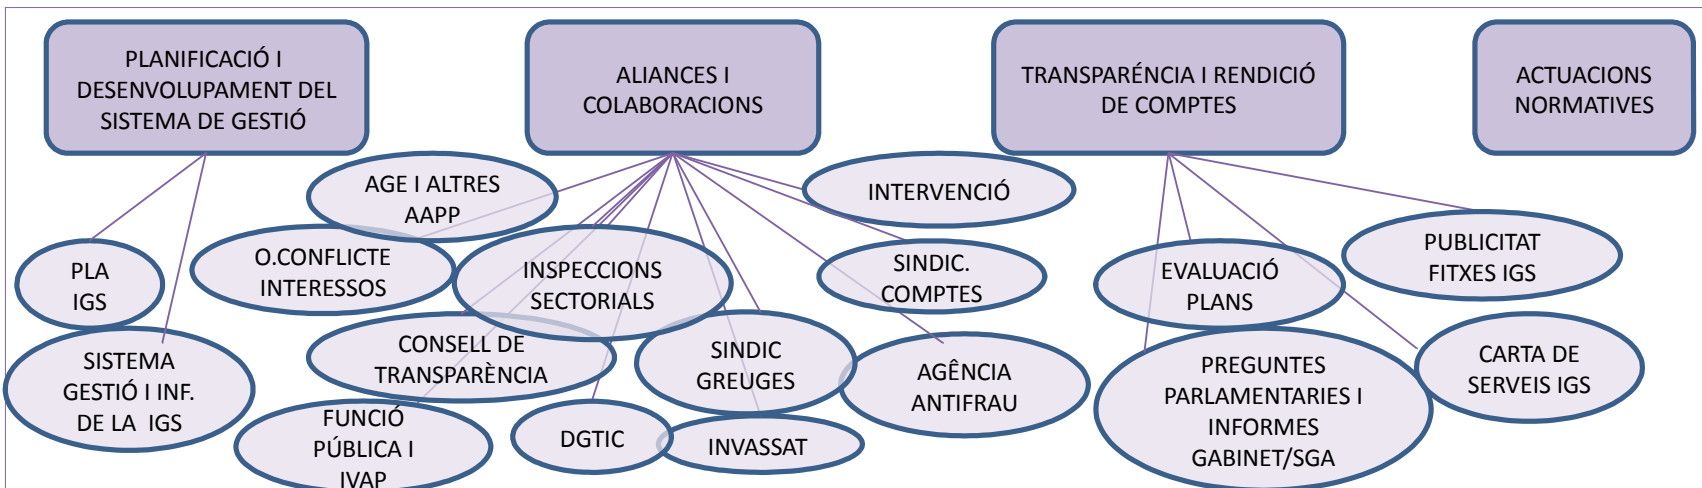 PLANIFICACIÓ I
DESENVOLUPAMENT DEL
SISTEMA DE GESTIÓ
ALIANCES I
COLABORACIONS
TRANSPARÉNCIA I RENDICIÓ
DE COMPTES
ACTUACIONS
NORMATIVES
AGE I ALTRES
AAPP
INTERVENCIÓ
PLA
IGS
O.CONFLICTE
INTERESSOS
INSPECCIONS
SECTORIALS
SINDIC.
COMPTES
EVALUACIÓ
PLANS
PUBLICITAT
FITXES IGS
SISTEMA
GESTIÓ I INF.
DE LA IGS
CONSELL DE
TRANSPARÈNCIA
SINDIC
GREUGES
AGÊNCIA
ANTIFRAU
PREGUNTES
PARLAMENTARIES I
INFORMES
GABINET/SGA
CARTA DE
SERVEIS IGS
FUNCIÓ
PÚBLICA I
IVAP
DGTIC
INVASSAT